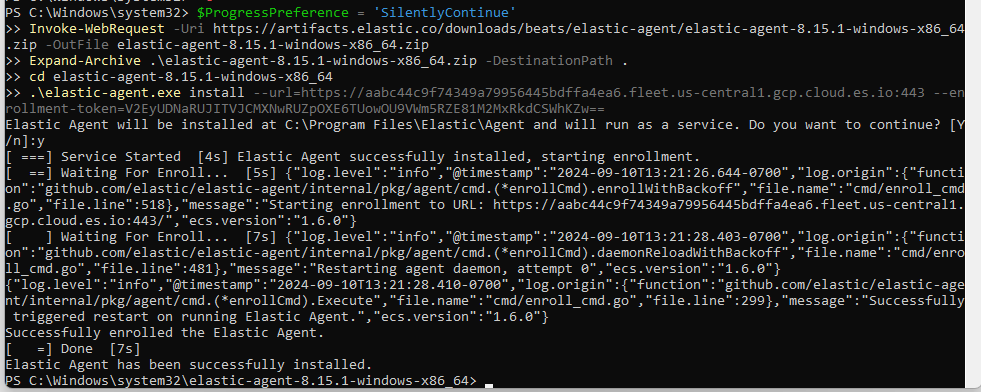 PS C:\Windows\system32> $ProgressPreference = 'SilentlyContinue'
>> Invoke-WebRequest -Uri https://artifacts.elastic.co/downloads/beats/elastic-agent/elastic-agent-8.15.1-windows-x86_64
.zip -OutFile elastic-agent-8.15.1-windows-x86_64.zip
>> Expand-Archive .\elastic-agent-8.15.1-windows-x86_64.zip -DestinationPath .
>> cd elastic-agent-8.15.1-windows-x86_64
>> .\elastic-agent.exe install --url=https://aabc44c9f74349a79956445bdffa4ea6.fleet.us-central1.gcp.cloud.es.io:443 --en
rollment-token=V2EyUDNaRUJITVJCMXNwRUZpOXE6TUowOU9VWm5RZE81M2MxRkdCSWhKZw==
Elastic Agent will be installed at C:\Program Files\Elastic\Agent and will run as a service. Do you want to continue? [Y
/n]:y
[ ===] Service Started  [4s] Elastic Agent successfully installed, starting enrollment.
[  ==] Waiting For Enroll...  [5s] {"log.level":"info","@timestamp":"2024-09-10T13:21:26.644-0700","log.origin":{"functi
on":"github.com/elastic/elastic-agent/internal/pkg/agent/cmd.(*enrollCmd).enrollWithBackoff","file.name":"cmd/enroll_cmd
.go","file.line":518},"message":"Starting enrollment to URL: https://aabc44c9f74349a79956445bdffa4ea6.fleet.us-central1.
gcp.cloud.es.io:443/","ecs.version":"1.6.0"}
[    ] Waiting For Enroll...  [7s] {"log.level":"info","@timestamp":"2024-09-10T13:21:28.403-0700","log.origin":{"functi
on":"github.com/elastic/elastic-agent/internal/pkg/agent/cmd.(*enrollCmd).daemonReloadWithBackoff","file.name":"cmd/enro
ll_cmd.go","file.line":481},"message":"Restarting agent daemon, attempt 0","ecs.version":"1.6.0"}
{"log.level":"info","@timestamp":"2024-09-10T13:21:28.410-0700","log.origin":{"function":"github.com/elastic/elastic-age
nt/internal/pkg/agent/cmd.(*enrollCmd).Execute","file.name":"cmd/enroll_cmd.go","file.line":299},"message":"Successfully
 triggered restart on running Elastic Agent.","ecs.version":"1.6.0"}
Successfully enrolled the Elastic Agent.
[   =] Done  [7s]
Elastic Agent has been successfully installed.
PS C:\Windows\system32\elastic-agent-8.15.1-windows-x86_64>